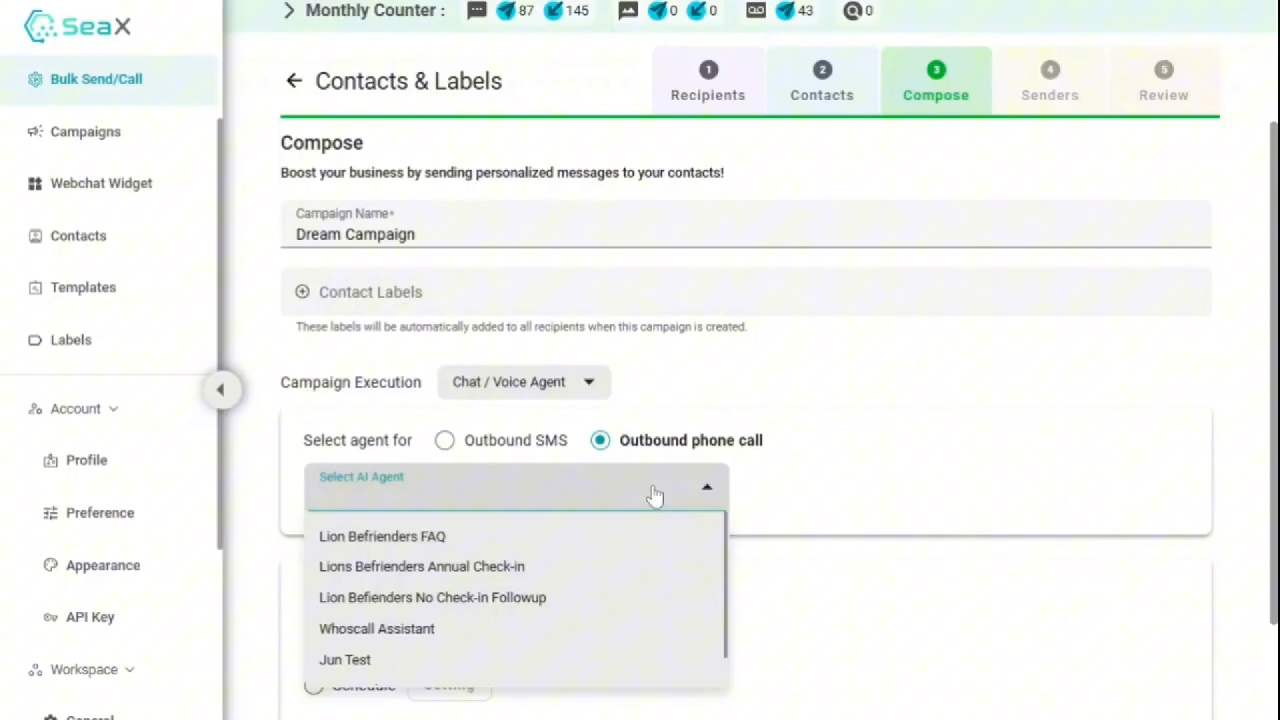 SeaX
Monthly Counter : 87 145 0 0 43 0
Bulk Send/Call
Campaigns
Webchat Widget
Contacts
Templates
Labels
Account
Profile
Preference
Appearance
API Key
Workspace
General
Contacts & Labels
1 Recipients
2 Contacts
3 Compose
4 Senders
5 Review
Compose
Boost your business by sending personalized messages to your contacts!
Campaign Name*
Dream Campaign
Contact Labels
These labels will be automatically added to all recipients when this campaign is created.
Campaign Execution Chat / Voice Agent
Select agent for Outbound SMS Outbound phone call
Select AI Agent
Lion Befrienders FAQ
Lions Befrienders Annual Check-in
Lion Befienders No Check-in Followup
Whoscall Assistant
Jun Test
Schedule Setting